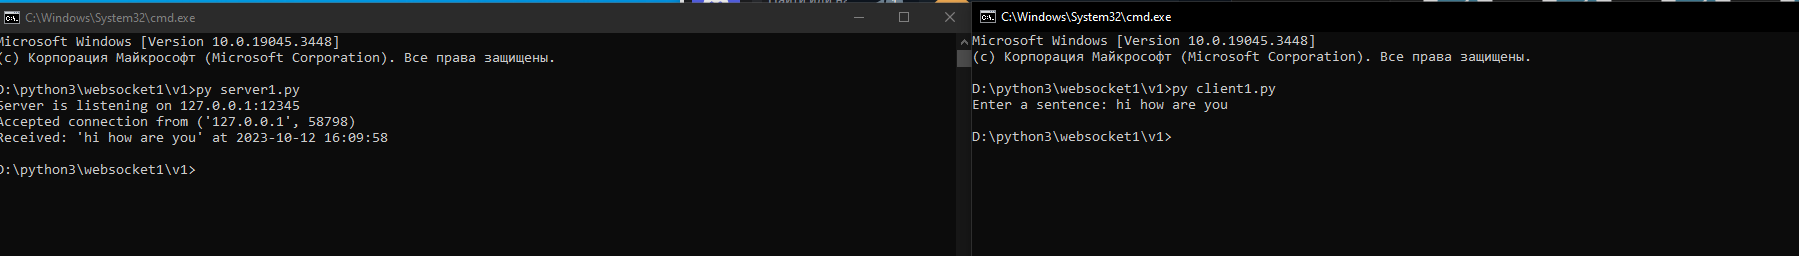 C:\Windows\System32\cmd.exe
Microsoft Windows [Version 10.0.19045.3448]
(c) Корпорация Майкрософт (Microsoft Corporation). Все права защищены.
D:\python3\websocket1\v1>py server1.py
Server is listening on 127.0.0.1:12345
Accepted connection from ('127.0.0.1', 58798)
Received: 'hi how are you' at 2023-10-12 16:09:58
D:\python3\websocket1\v1>
C:\Windows\System32\cmd.exe
Microsoft Windows [Version 10.0.19045.3448]
(c) Корпорация Майкрософт (Microsoft Corporation). Все права защищены.
D:\python3\websocket1\v1>py client1.py
Enter a sentence: hi how are you
D:\python3\websocket1\v1>